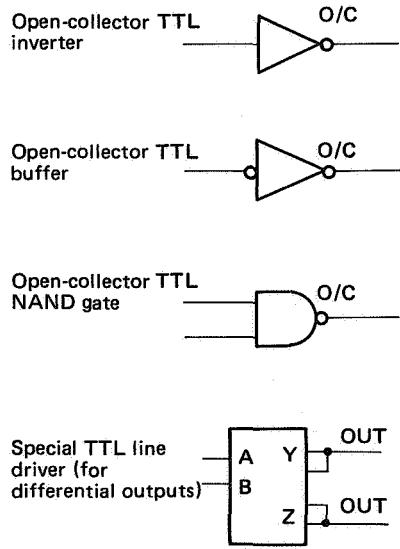 Open-collector TTL
inverter
O/C
Open-collector TTL
buffer
O/C
Open-collector TTL
NAND gate
O/C
Special TTL line
driver (for
differential outputs)
A
B
Y
Z
OUT
OUT